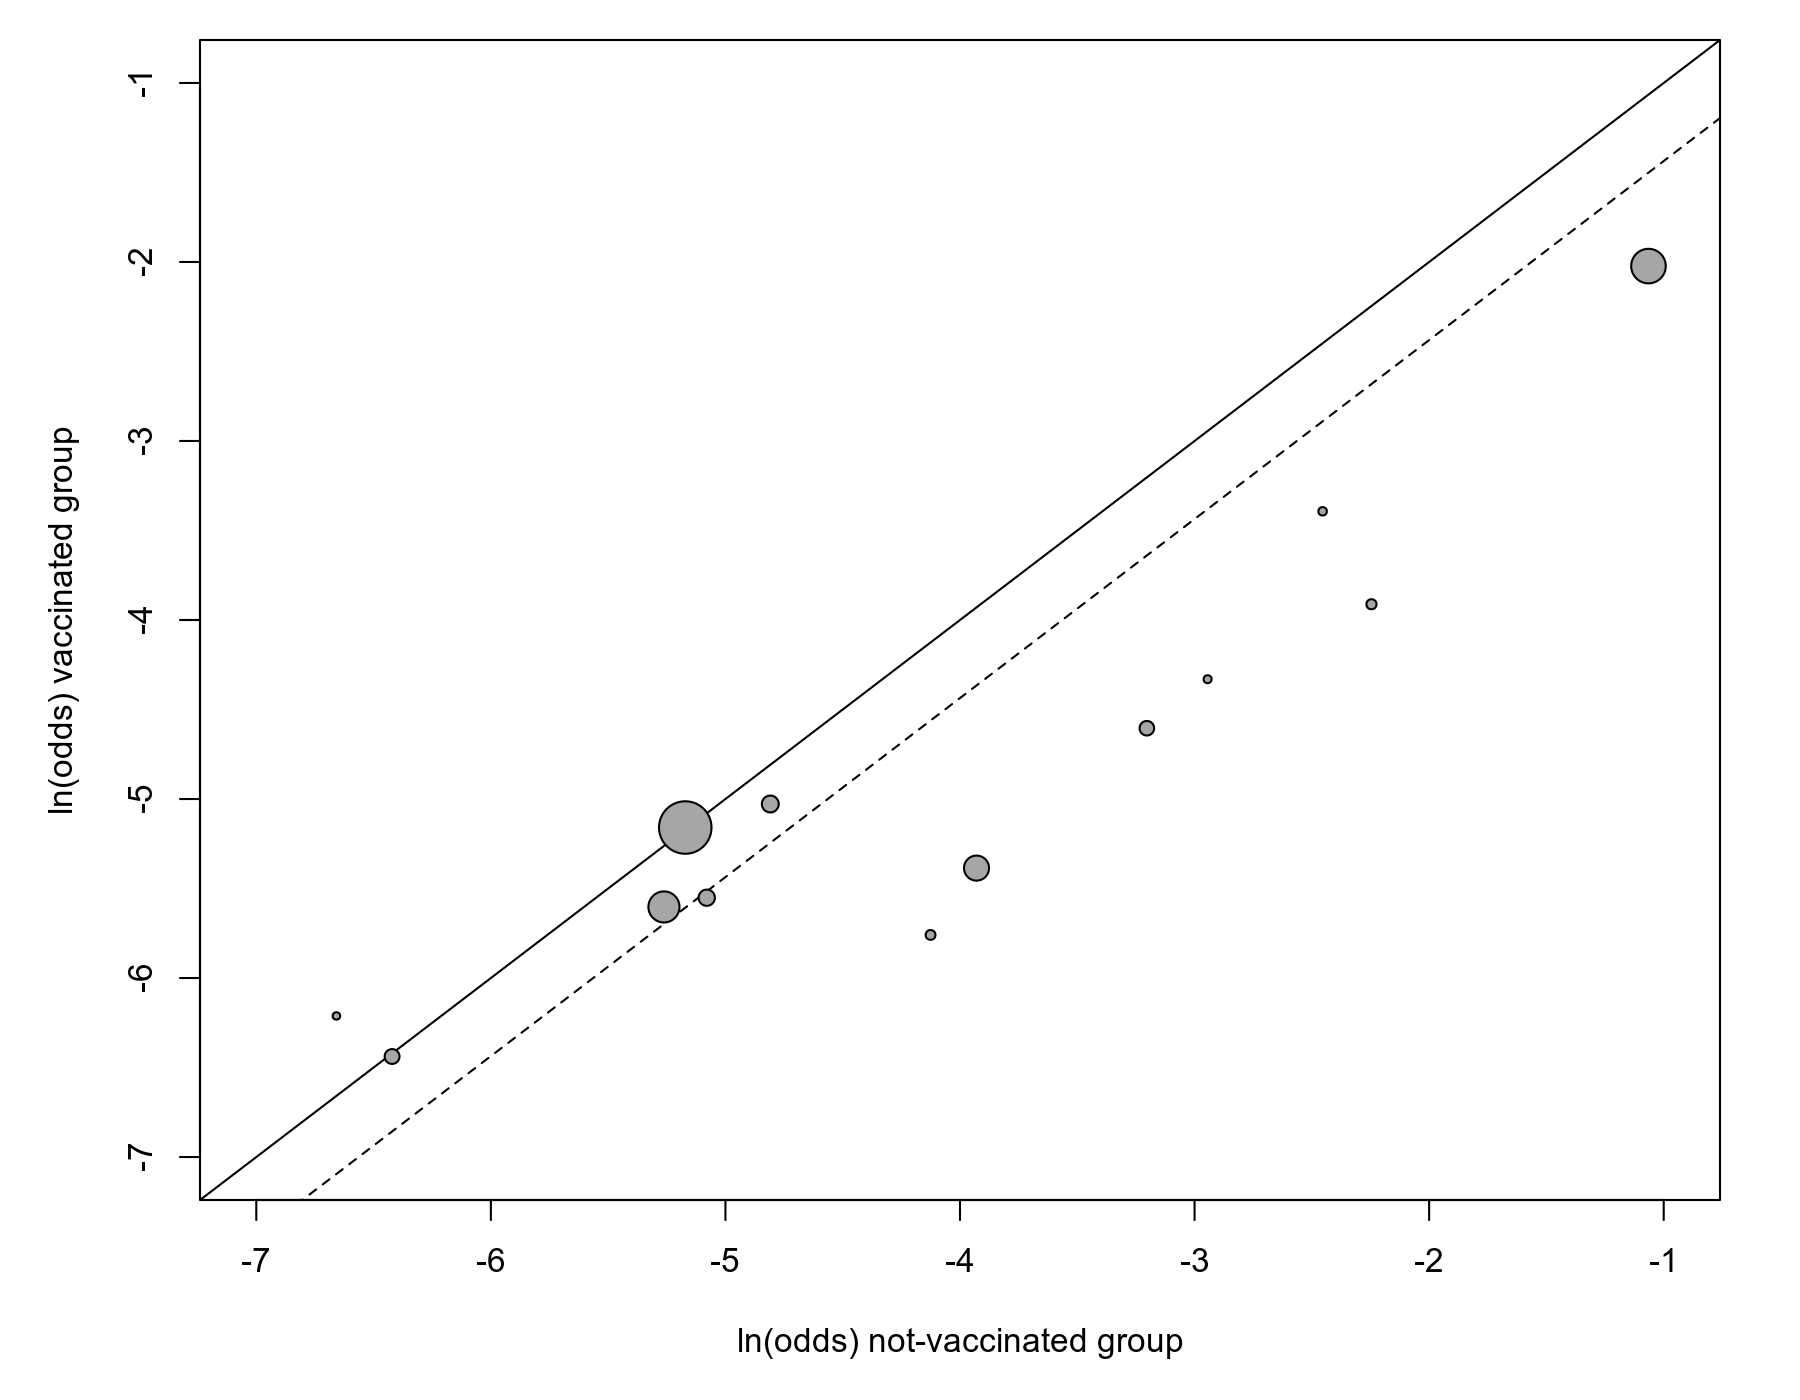 -1
-2
-3
-4
-5
-6
-7
ln(odds) vaccinated group
-7 -6 -5 -4 -3 -2 -1
ln(odds) not-vaccinated group